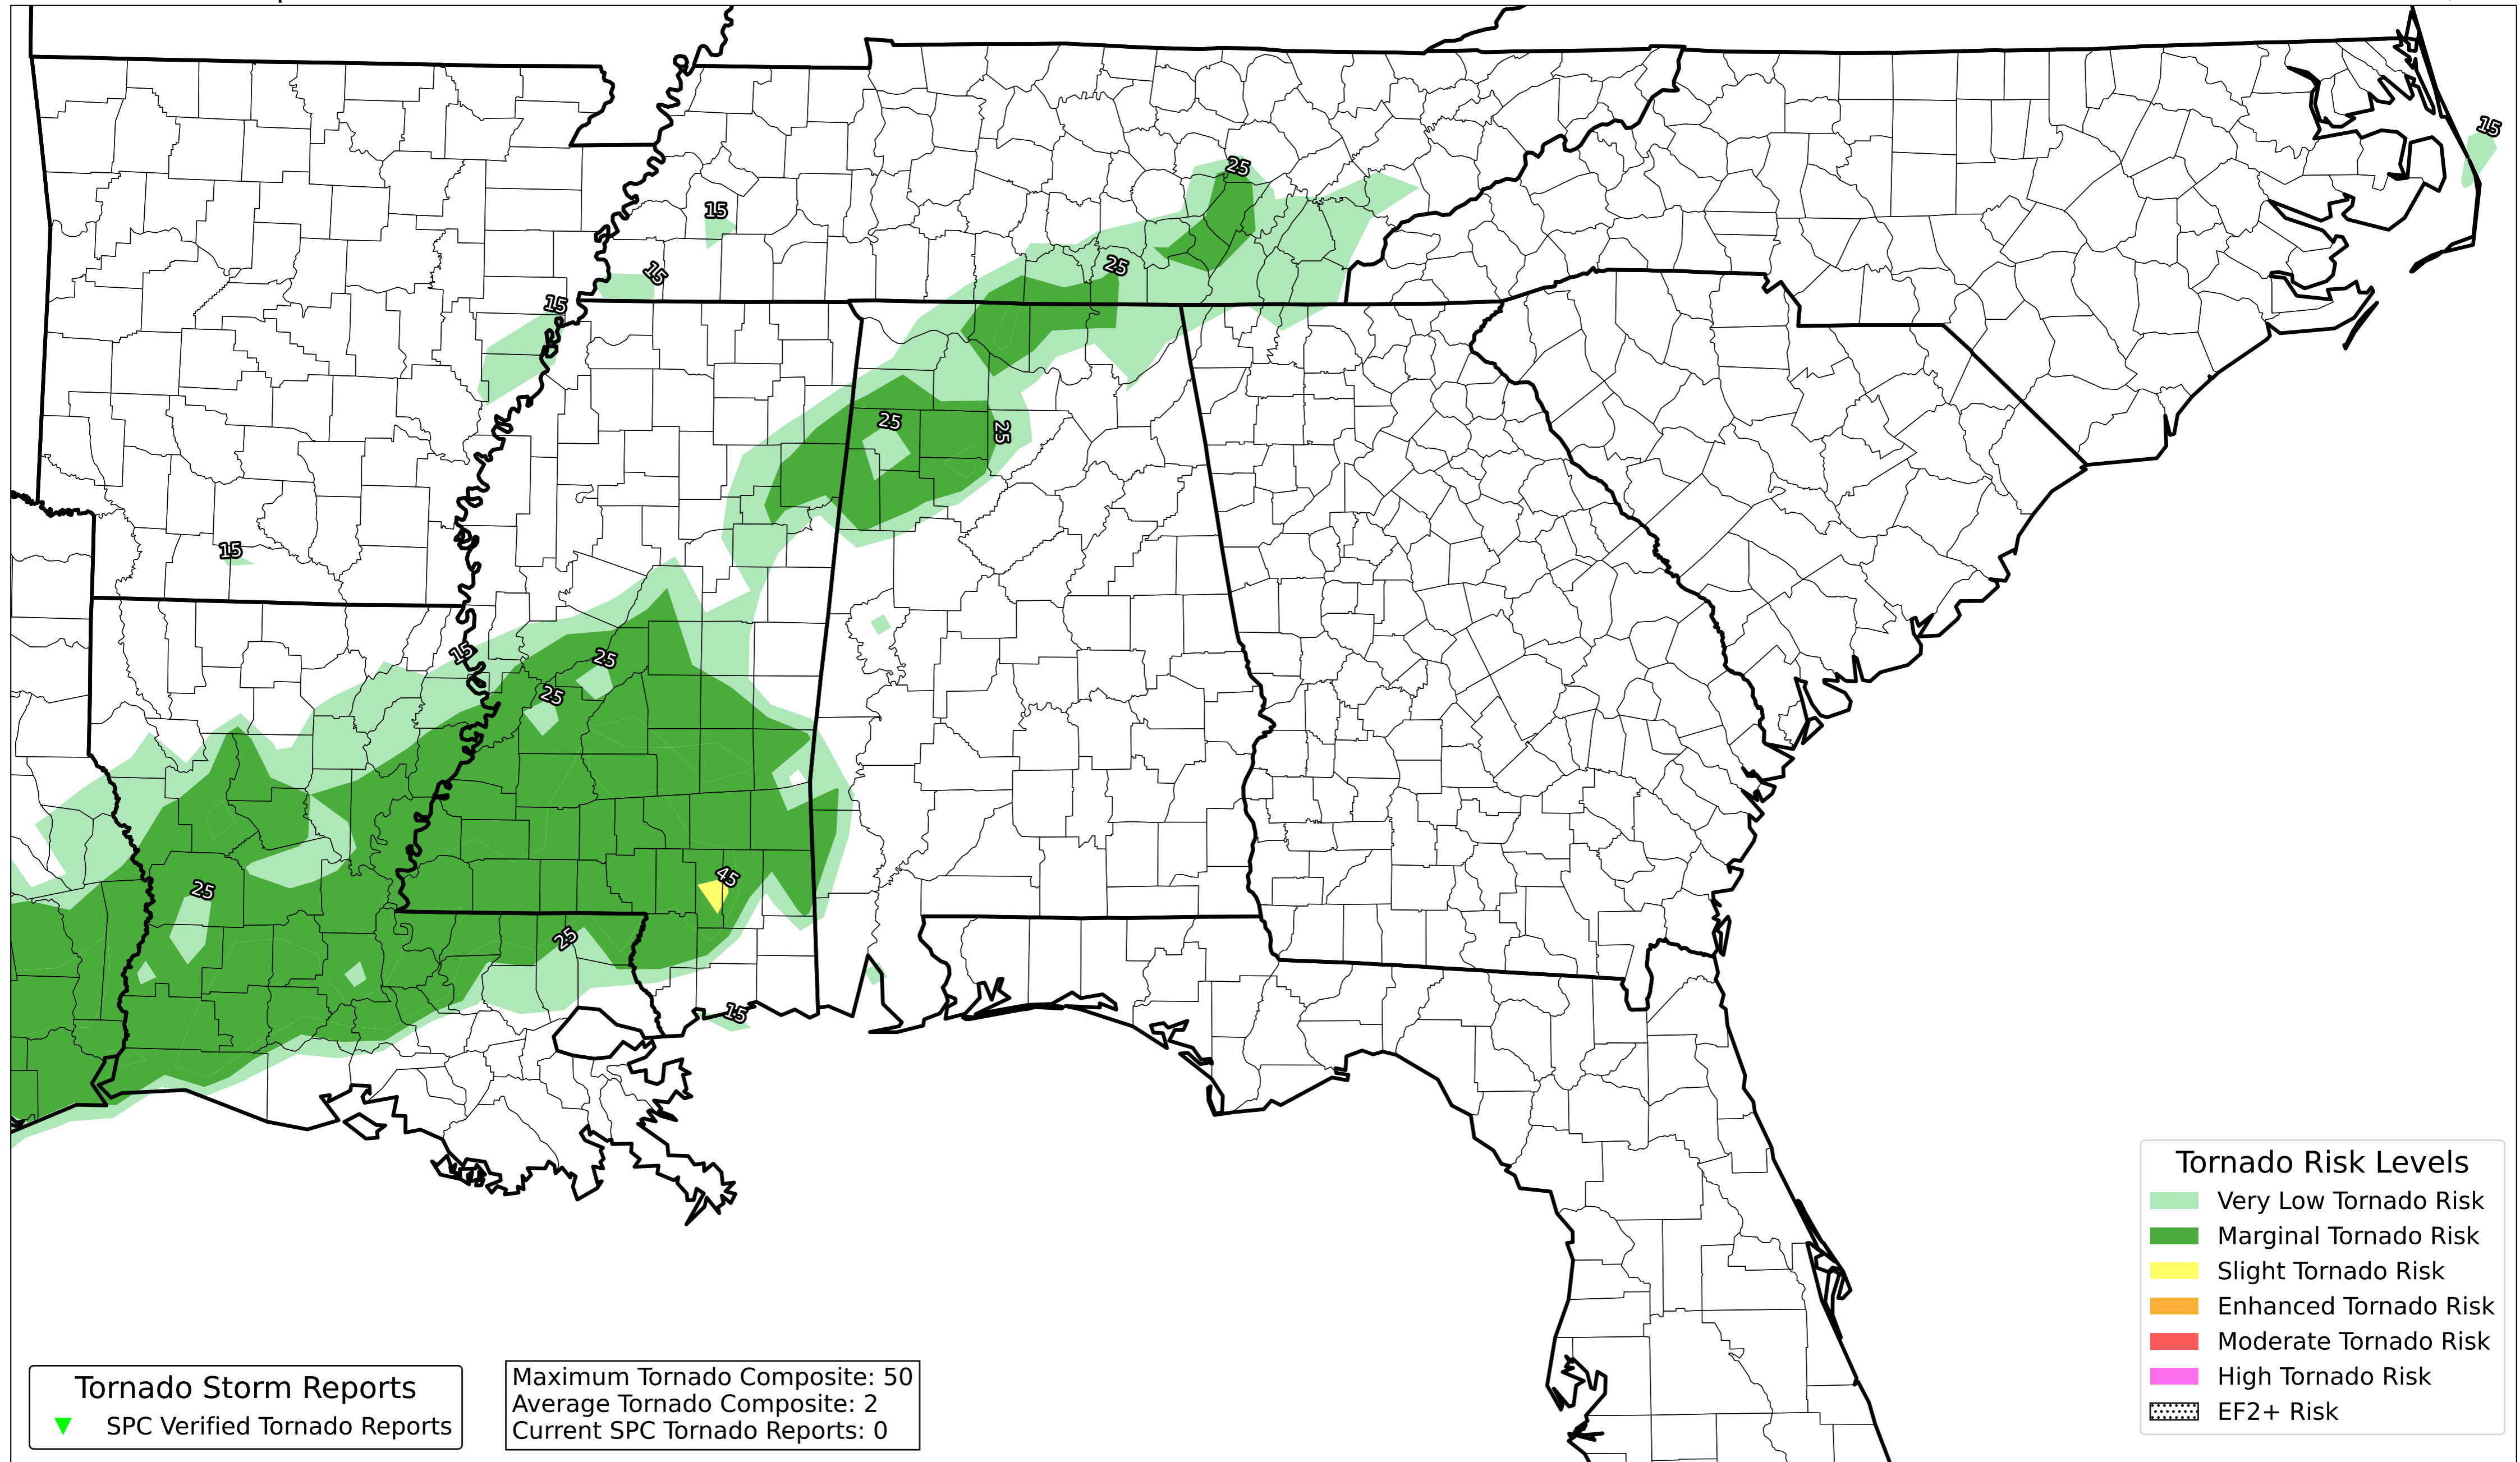 15
25
15
25
15
15
25
25
15
15
25
25
45
25
25
15
Tornado Risk Levels
Very Low Tornado Risk
Marginal Tornado Risk
Slight Tornado Risk
Enhanced Tornado Risk
Moderate Tornado Risk
High Tornado Risk
EF2+ Risk
Tornado Storm Reports
SPC Verified Tornado Reports
Maximum Tornado Composite: 50
Average Tornado Composite: 2
Current SPC Tornado Reports: 0